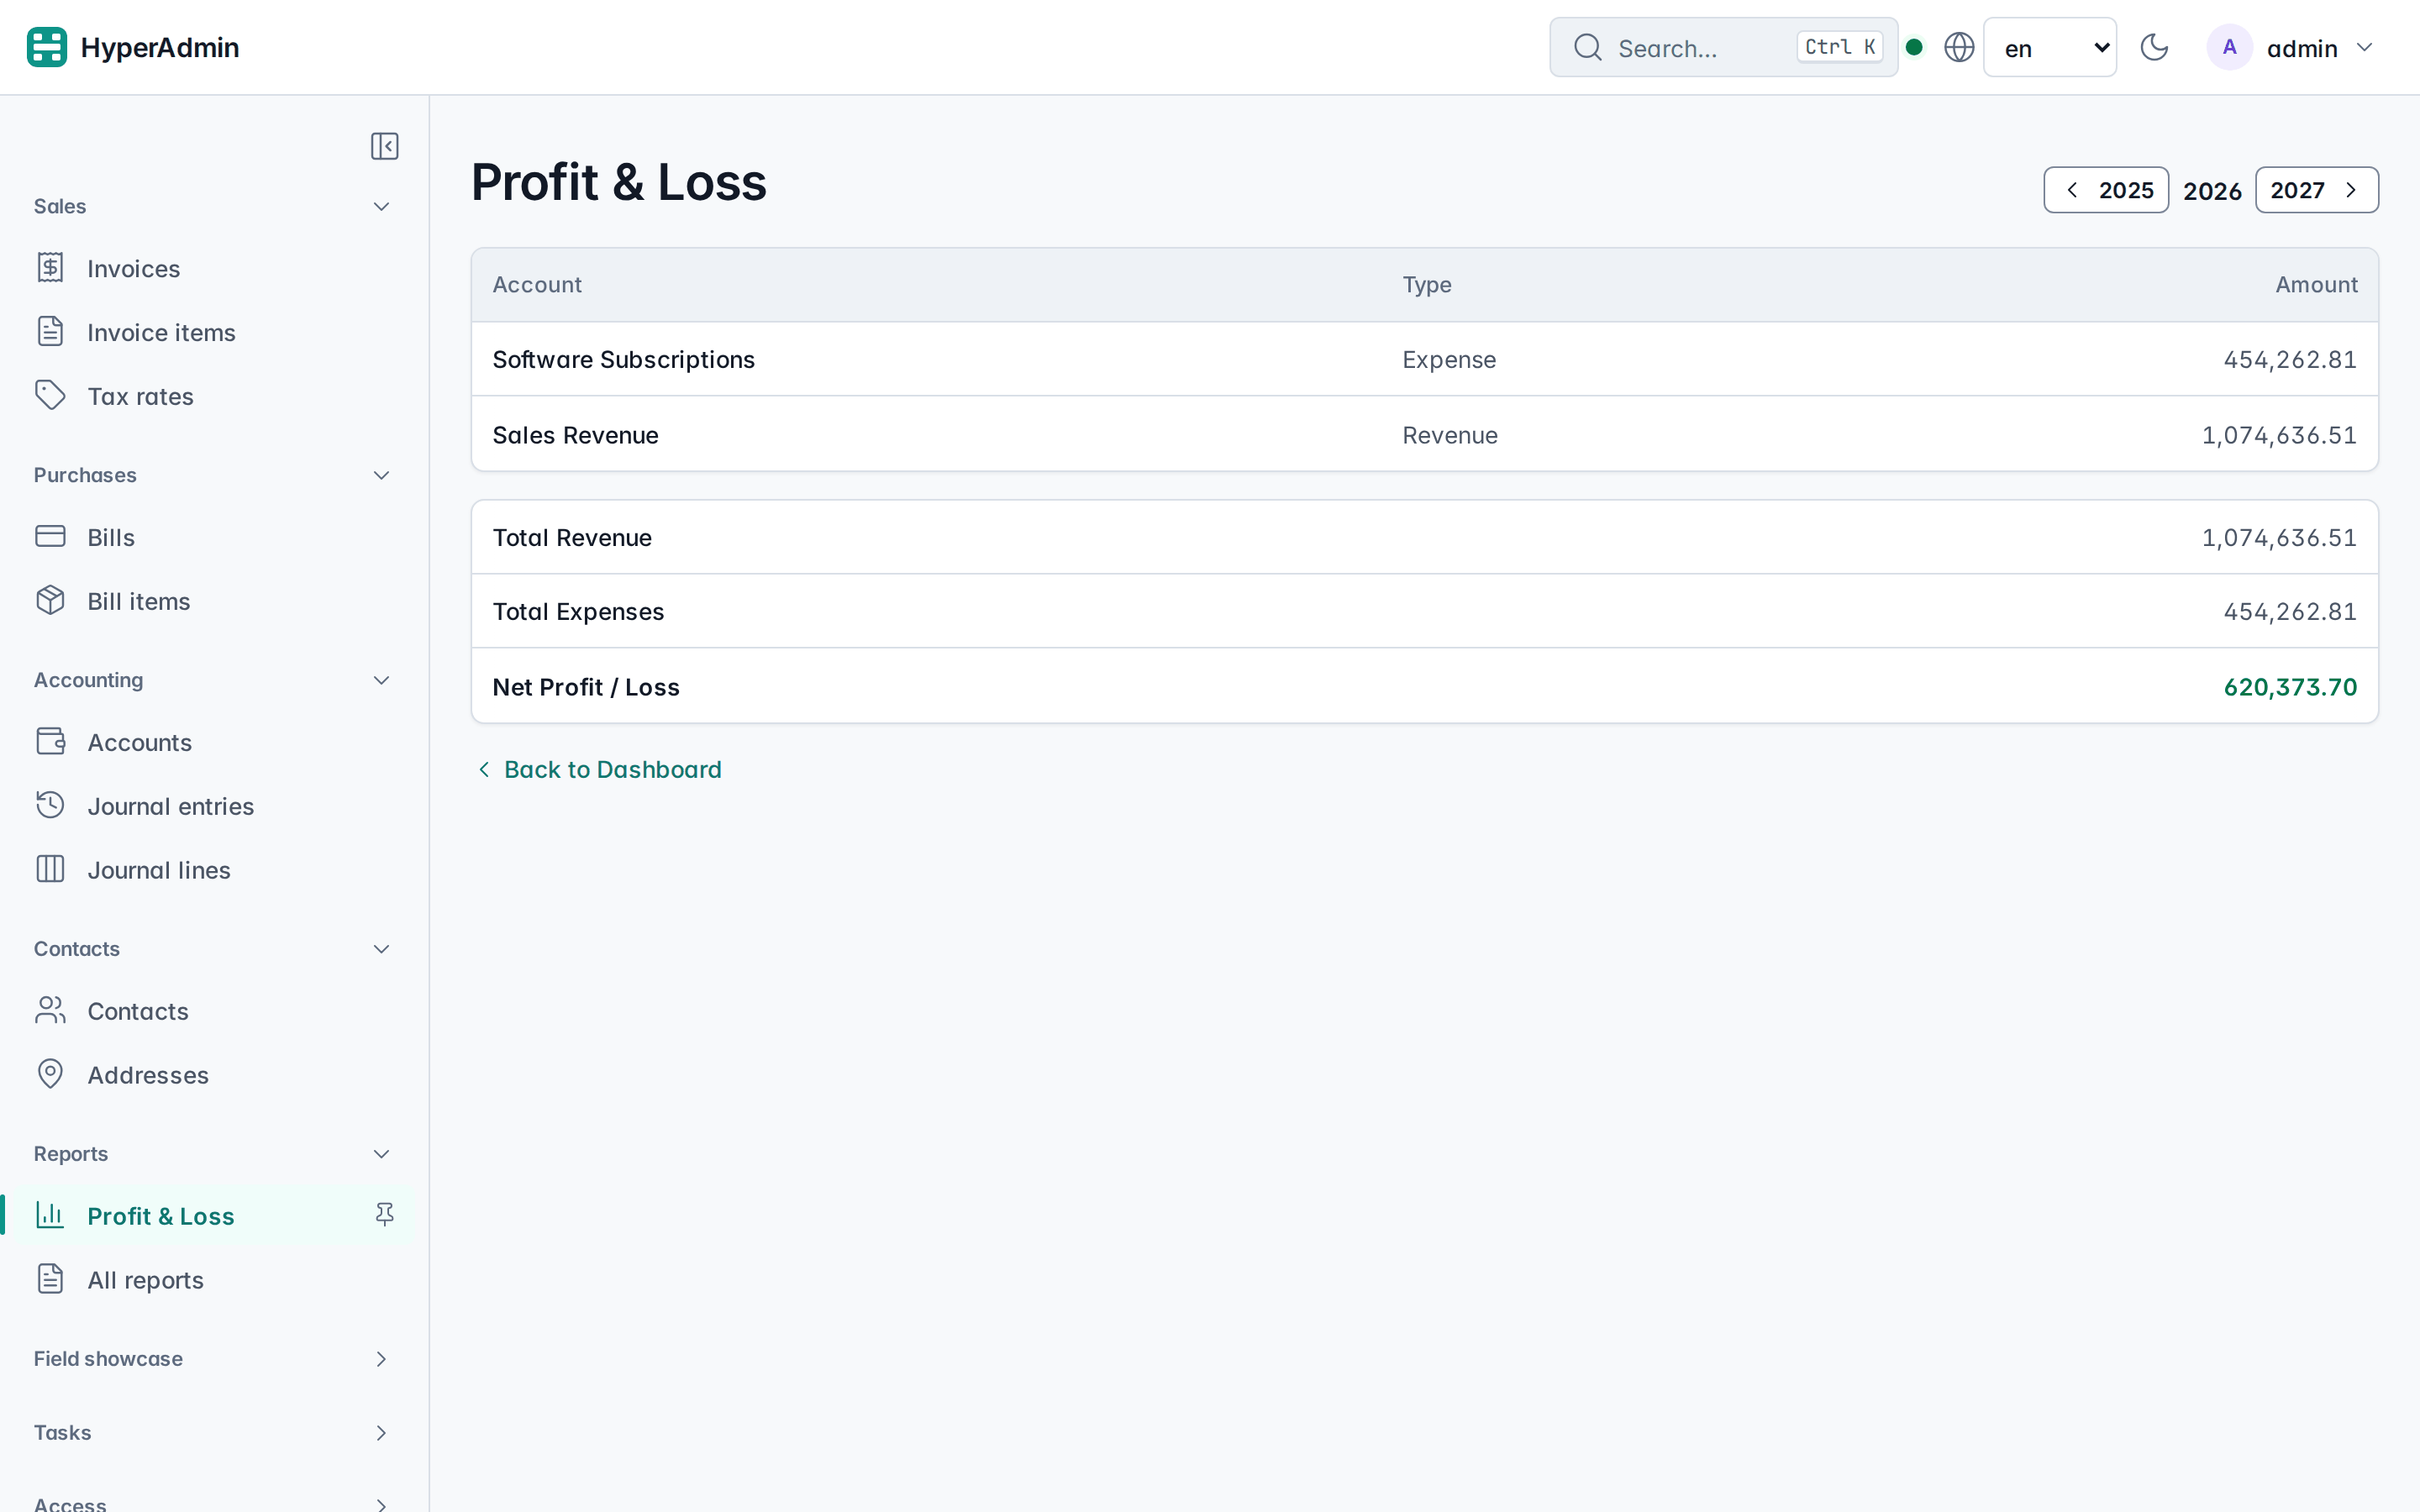 HyperAdmin
Search...
Ctrl K
en
A
admin
Sales
Invoices
Invoice items
Tax rates
Purchases
Bills
Bill items
Accounting
Accounts
Journal entries
Journal lines
Contacts
Contacts
Addresses
Reports
Profit & Loss
All reports
Field showcase
Tasks
Access
Profit & Loss
2025 2026 2027
Account Type Amount
Software Subscriptions Expense 454,262.81
Sales Revenue Revenue 1,074,636.51
Total Revenue 1,074,636.51
Total Expenses 454,262.81
Net Profit / Loss 620,373.70
Back to Dashboard